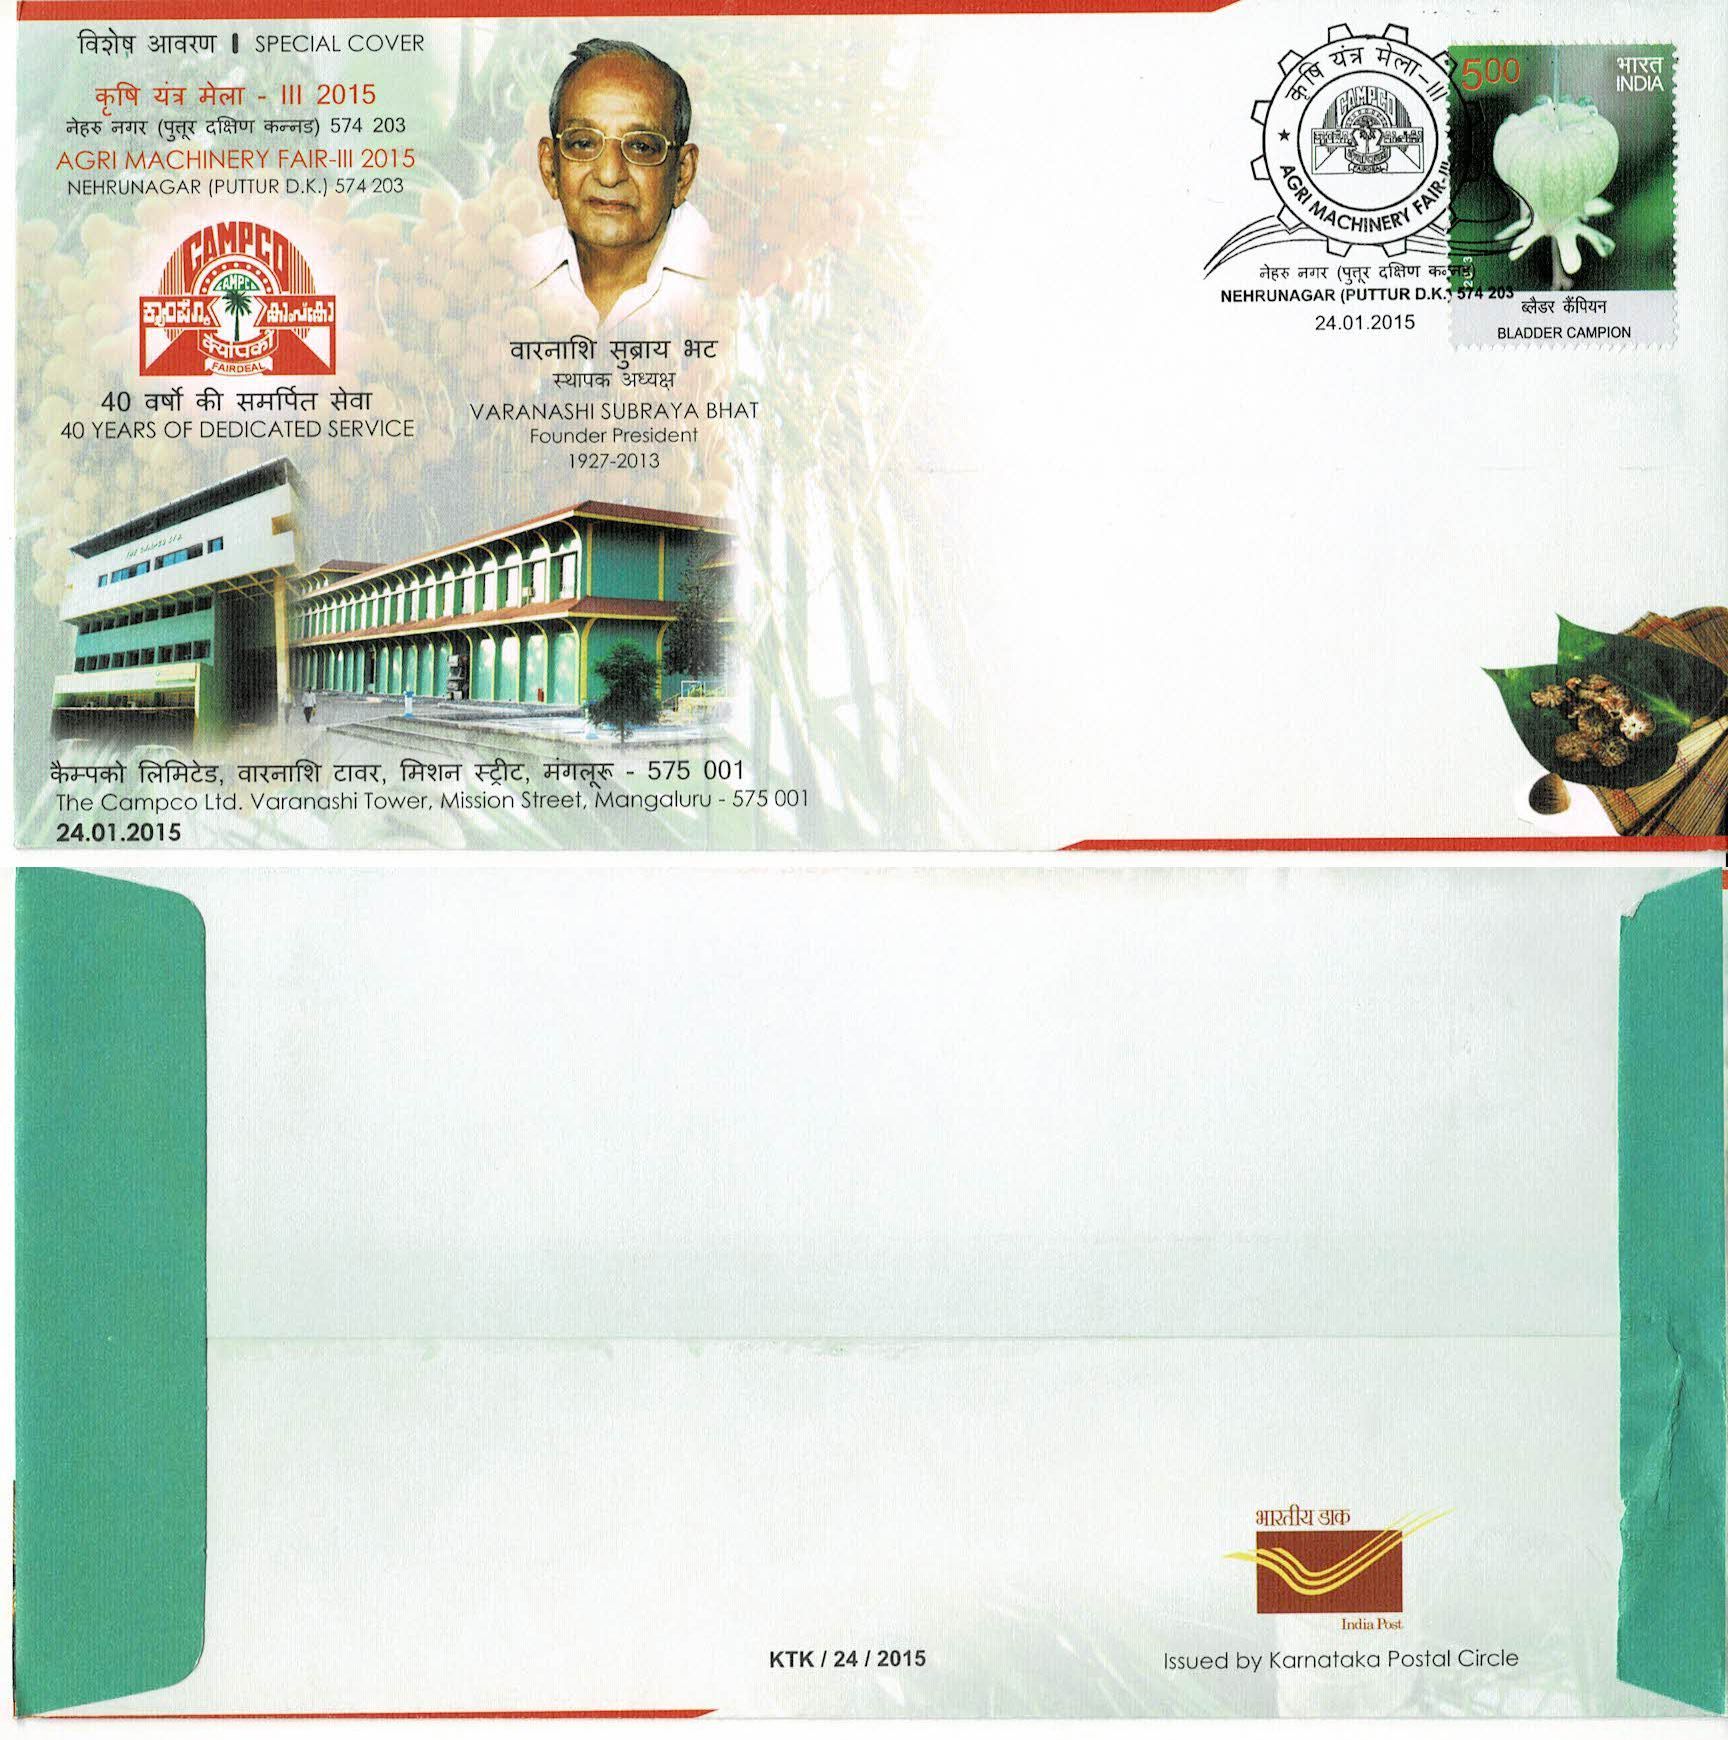 विशेष आवरण SPECIAL COVER
कृषि यंत्र मेला - III 2015
नेहरु नगर (पुत्तूर दक्षिण कन्नड) 574 203
AGRI MACHINERY FAIR-III 2015
NEHRUNAGAR (PUTTUR D.K.) 574 203
CAMPCO
CAMPCO
ಕ್ಯಾಂಪ್ಕೊ
कैम्पको
FAIRDEAL
40 वर्षो की समर्पित सेवा
40 YEARS OF DEDICATED SERVICE
वारनाशि सुब्राय भट
स्थापक अध्यक्ष
VARANASHI SUBRAYA BHAT
Founder President
1927-2013
THE CAMPCO LTD.
कैम्पको लिमिटेड, वारनाशि टावर, मिशन स्ट्रीट, मंगलूरू - 575 001
The Campco Ltd. Varanashi Tower, Mission Street, Mangaluru - 575 001
24.01.2015
कृषि यंत्र मेला-III
CAMPCO
FAIRDEAL
AGRI MACHINERY FAIR-III
नेहरु नगर (पुत्तूर दक्षिण कन्नड)
NEHRUNAGAR (PUTTUR D.K.) 574 203
24.01.2015
500
भारत
INDIA
ब्लैडर कैंपियन
BLADDER CAMPION
भारतीय डाक
India Post
KTK / 24 / 2015
Issued by Karnataka Postal Circle